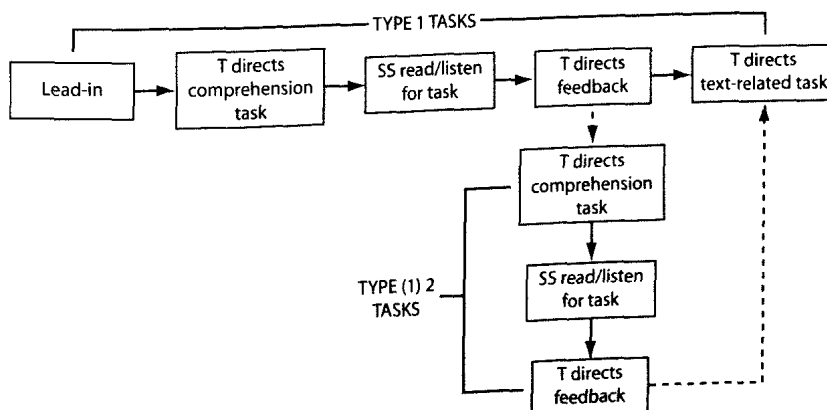 TYPE 1 TASKS
Lead-in
T directs
comprehension
task
SS read/listen
for task
T directs
feedback
T directs
text-related task
T directs
comprehension
task
SS read/listen
for task
TYPE (1) 2
TASKS
T directs
feedback